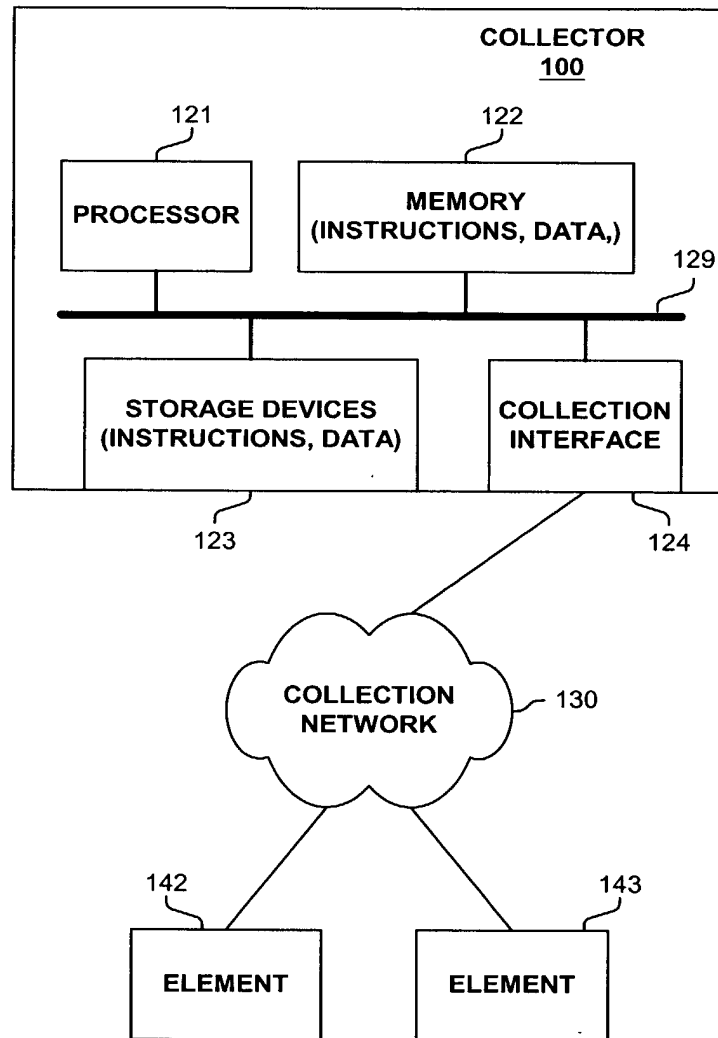 COLLECTOR
100
121
122
PROCESSOR
MEMORY
(INSTRUCTIONS, DATA,)
129
STORAGE DEVICES
(INSTRUCTIONS, DATA)
COLLECTION
INTERFACE
123
124
COLLECTION
NETWORK
130
142
143
ELEMENT
ELEMENT